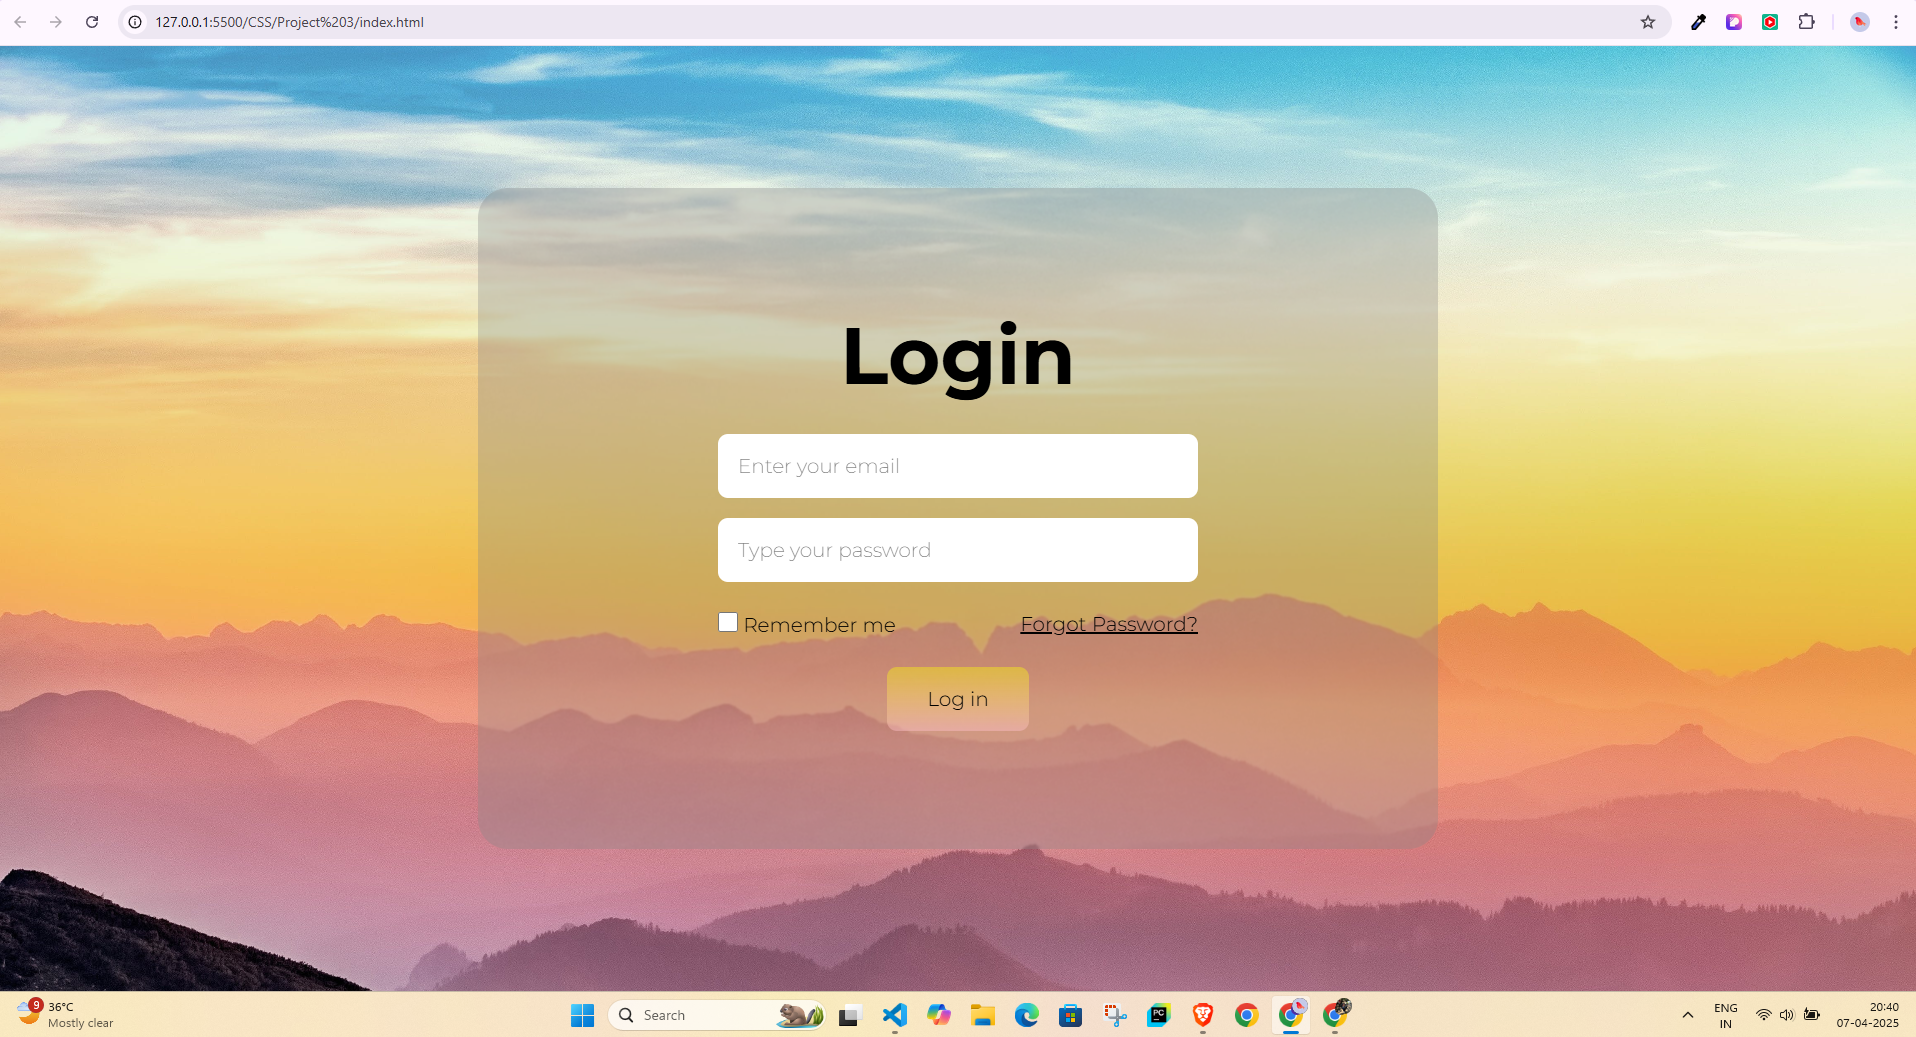 127.0.0.1:5500/CSS/Project%203/index.html
Login
Enter your email
Type your password
Remember me
Forgot Password?
Log in
9
36°C
Mostly clear
Search
PC
ENG
IN
20:40
07-04-2025